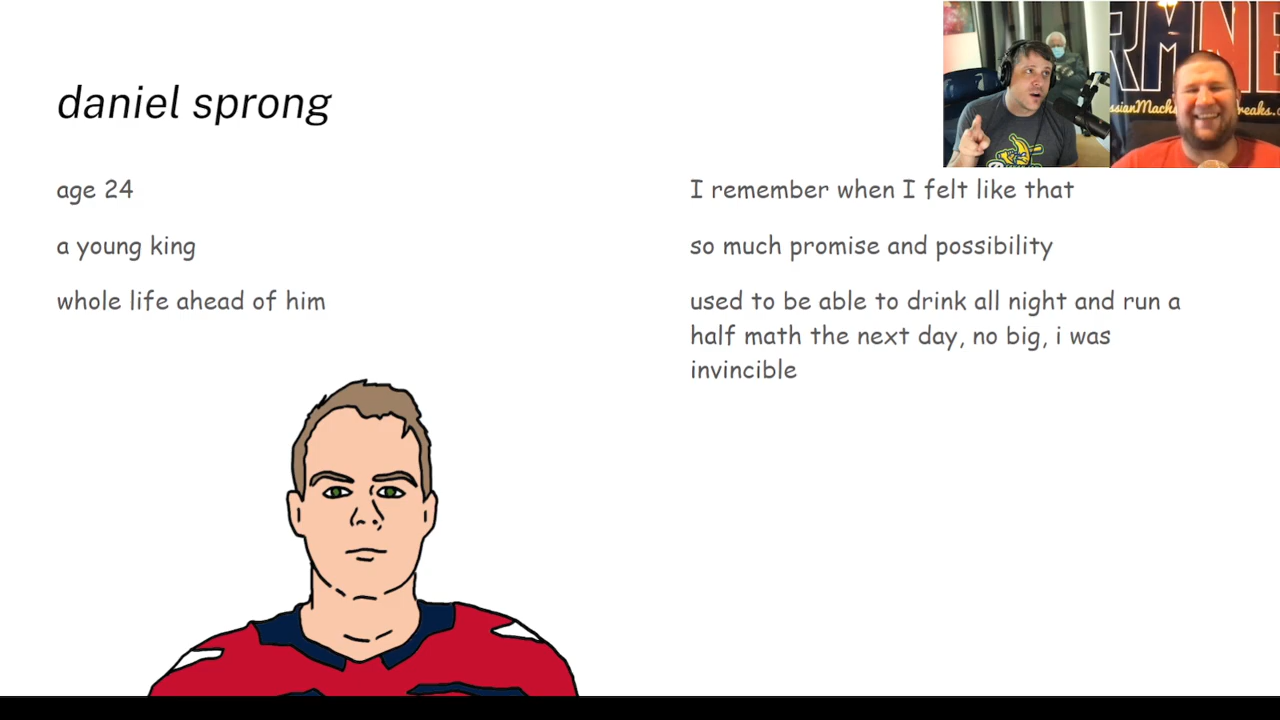 daniel sprong
age 24
a young king
whole life ahead of him
I remember when I felt like that
so much promise and possibility
used to be able to drink all night and run a
half math the next day, no big, i was
invincible